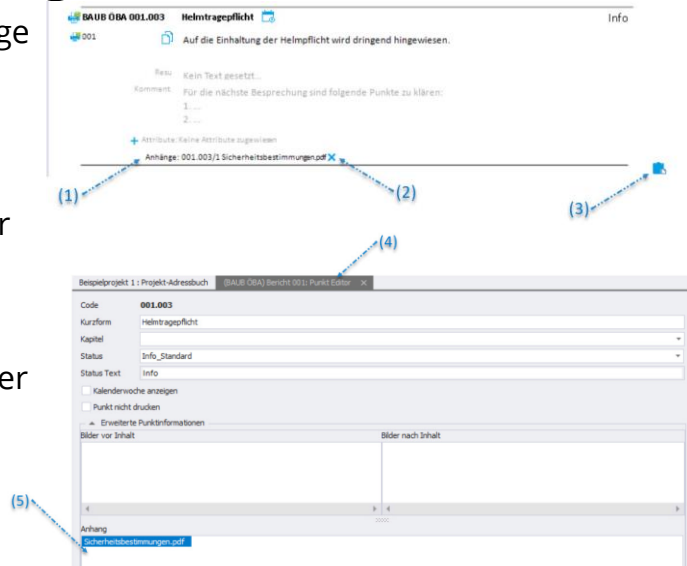 ge
r
er
BAUB ÖBA 001.003 Helmtragepflicht Info
001 Auf die Einhaltung der Helmpflicht wird dringend hingewiesen.
Resu Kein Text gesetzt...
Komment Für die nächste Besprechung sind folgende Punkte zu klären:
1. ...
2. ...
+ Attribute: Keine Attribute zugewiesen
Anhänge: 001.003/1 Sicherheitsbestimmungen.pdf
(1)
(2)
(3)
(4)
Beispielprojekt 1 : Projekt-Adressbuch (BAUB ÖBA) Bericht 001: Punkt Editor ×
Code 001.003
Kurzform Helmtragepflicht
Kapitel
Status Info_Standard
Status Text Info
Kalenderwoche anzeigen
Punkt nicht drucken
Erweiterte Punktinformationen
Bilder vor Inhalt Bilder nach Inhalt
(5)
Anhang
Sicherheitsbestimmungen.pdf